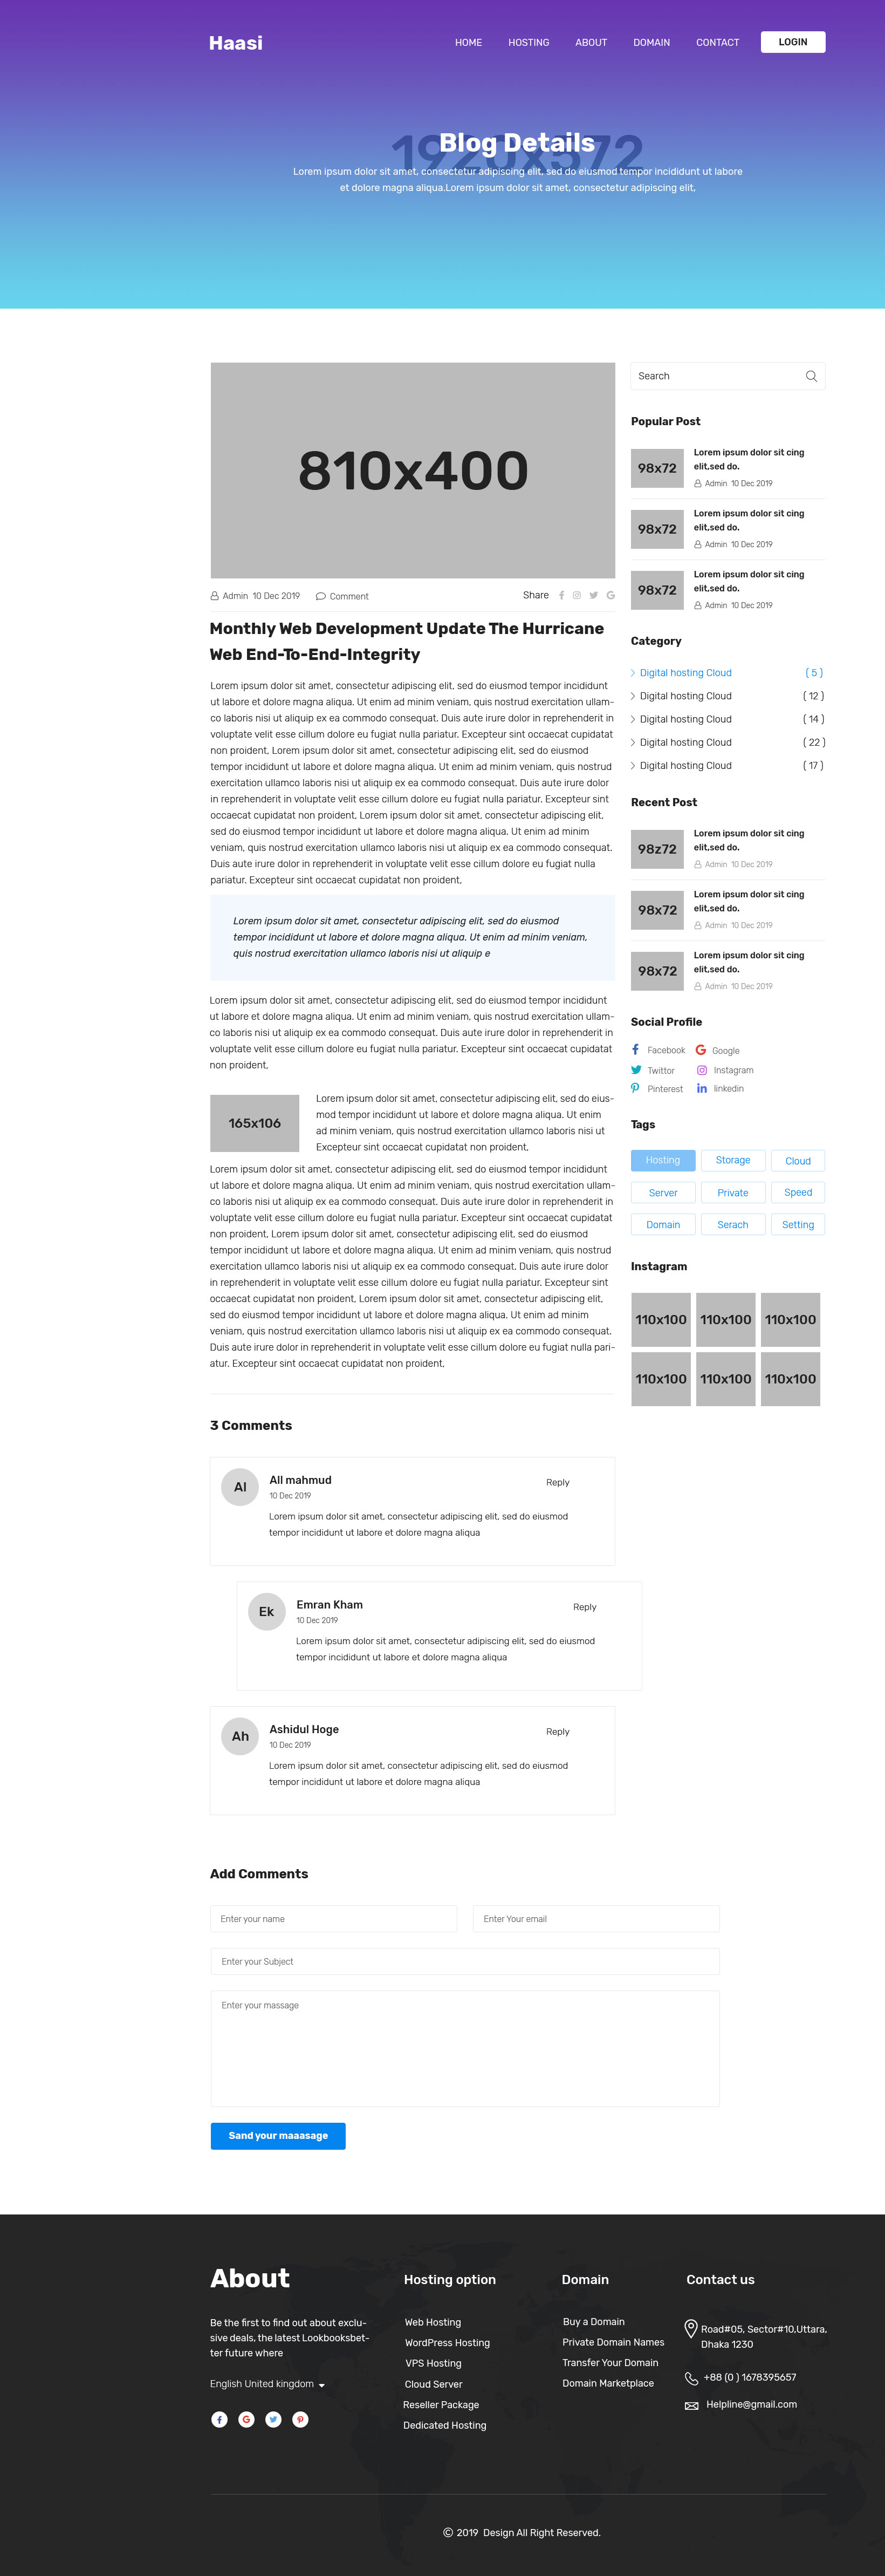 Haasi
HOME HOSTING ABOUT DOMAIN CONTACT LOGIN
1920x572
Blog Details
Lorem ipsum dolor sit amet, consectetur adipiscing elit, sed do eiusmod tempor incididunt ut labore
et dolore magna aliqua.Lorem ipsum dolor sit amet, consectetur adipiscing elit,
810x400
Admin 10 Dec 2019 Comment Share
Monthly Web Development Update The Hurricane
Web End-To-End-Integrity
Lorem ipsum dolor sit amet, consectetur adipiscing elit, sed do eiusmod tempor incididunt
ut labore et dolore magna aliqua. Ut enim ad minim veniam, quis nostrud exercitation ullam-
co laboris nisi ut aliquip ex ea commodo consequat. Duis aute irure dolor in reprehenderit in
voluptate velit esse cillum dolore eu fugiat nulla pariatur. Excepteur sint occaecat cupidatat
non proident, Lorem ipsum dolor sit amet, consectetur adipiscing elit, sed do eiusmod
tempor incididunt ut labore et dolore magna aliqua. Ut enim ad minim veniam, quis nostrud
exercitation ullamco laboris nisi ut aliquip ex ea commodo consequat. Duis aute irure dolor
in reprehenderit in voluptate velit esse cillum dolore eu fugiat nulla pariatur. Excepteur sint
occaecat cupidatat non proident, Lorem ipsum dolor sit amet, consectetur adipiscing elit,
sed do eiusmod tempor incididunt ut labore et dolore magna aliqua. Ut enim ad minim
veniam, quis nostrud exercitation ullamco laboris nisi ut aliquip ex ea commodo consequat.
Duis aute irure dolor in reprehenderit in voluptate velit esse cillum dolore eu fugiat nulla
pariatur. Excepteur sint occaecat cupidatat non proident,
Lorem ipsum dolor sit amet, consectetur adipiscing elit, sed do eiusmod
tempor incididunt ut labore et dolore magna aliqua. Ut enim ad minim veniam,
quis nostrud exercitation ullamco laboris nisi ut aliquip e
Lorem ipsum dolor sit amet, consectetur adipiscing elit, sed do eiusmod tempor incididunt
ut labore et dolore magna aliqua. Ut enim ad minim veniam, quis nostrud exercitation ullam-
co laboris nisi ut aliquip ex ea commodo consequat. Duis aute irure dolor in reprehenderit in
voluptate velit esse cillum dolore eu fugiat nulla pariatur. Excepteur sint occaecat cupidatat
non proident,
165x106
Lorem ipsum dolor sit amet, consectetur adipiscing elit, sed do eius-
mod tempor incididunt ut labore et dolore magna aliqua. Ut enim
ad minim veniam, quis nostrud exercitation ullamco laboris nisi ut
Excepteur sint occaecat cupidatat non proident,
Lorem ipsum dolor sit amet, consectetur adipiscing elit, sed do eiusmod tempor incididunt
ut labore et dolore magna aliqua. Ut enim ad minim veniam, quis nostrud exercitation ullam-
co laboris nisi ut aliquip ex ea commodo consequat. Duis aute irure dolor in reprehenderit in
voluptate velit esse cillum dolore eu fugiat nulla pariatur. Excepteur sint occaecat cupidatat
non proident, Lorem ipsum dolor sit amet, consectetur adipiscing elit, sed do eiusmod
tempor incididunt ut labore et dolore magna aliqua. Ut enim ad minim veniam, quis nostrud
exercitation ullamco laboris nisi ut aliquip ex ea commodo consequat. Duis aute irure dolor
in reprehenderit in voluptate velit esse cillum dolore eu fugiat nulla pariatur. Excepteur sint
occaecat cupidatat non proident, Lorem ipsum dolor sit amet, consectetur adipiscing elit,
sed do eiusmod tempor incididunt ut labore et dolore magna aliqua. Ut enim ad minim
veniam, quis nostrud exercitation ullamco laboris nisi ut aliquip ex ea commodo consequat.
Duis aute irure dolor in reprehenderit in voluptate velit esse cillum dolore eu fugiat nulla pari-
atur. Excepteur sint occaecat cupidatat non proident,
3 Comments
Al
All mahmud
Reply
10 Dec 2019
Lorem ipsum dolor sit amet, consectetur adipiscing elit, sed do eiusmod
tempor incididunt ut labore et dolore magna aliqua
Ek
Emran Kham
Reply
10 Dec 2019
Lorem ipsum dolor sit amet, consectetur adipiscing elit, sed do eiusmod
tempor incididunt ut labore et dolore magna aliqua
Ah
Ashidul Hoge
Reply
10 Dec 2019
Lorem ipsum dolor sit amet, consectetur adipiscing elit, sed do eiusmod
tempor incididunt ut labore et dolore magna aliqua
Add Comments
Enter your name
Enter Your email
Enter your Subject
Enter your massage
Sand your maaasage
Search
Popular Post
98x72
Lorem ipsum dolor sit cing
elit,sed do.
Admin 10 Dec 2019
98x72
Lorem ipsum dolor sit cing
elit,sed do.
Admin 10 Dec 2019
98x72
Lorem ipsum dolor sit cing
elit,sed do.
Admin 10 Dec 2019
Category
Digital hosting Cloud ( 5 )
Digital hosting Cloud ( 12 )
Digital hosting Cloud ( 14 )
Digital hosting Cloud ( 22 )
Digital hosting Cloud ( 17 )
Recent Post
98z72
Lorem ipsum dolor sit cing
elit,sed do.
Admin 10 Dec 2019
98x72
Lorem ipsum dolor sit cing
elit,sed do.
Admin 10 Dec 2019
98x72
Lorem ipsum dolor sit cing
elit,sed do.
Admin 10 Dec 2019
Social Profile
Facebook Google
Twittor Instagram
Pinterest linkedin
Tags
Hosting Storage Cloud
Server Private Speed
Domain Serach Setting
Instagram
110x100 110x100 110x100
110x100 110x100 110x100
About
Be the first to find out about exclu-
sive deals, the latest Lookbooksbet-
ter future where
English United kingdom
Hosting option
Web Hosting
WordPress Hosting
VPS Hosting
Cloud Server
Reseller Package
Dedicated Hosting
Domain
Buy a Domain
Private Domain Names
Transfer Your Domain
Domain Marketplace
Contact us
Road#05, Sector#10,Uttara,
Dhaka 1230
+88 (0 ) 1678395657
Helpline@gmail.com
© 2019 Design All Right Reserved.